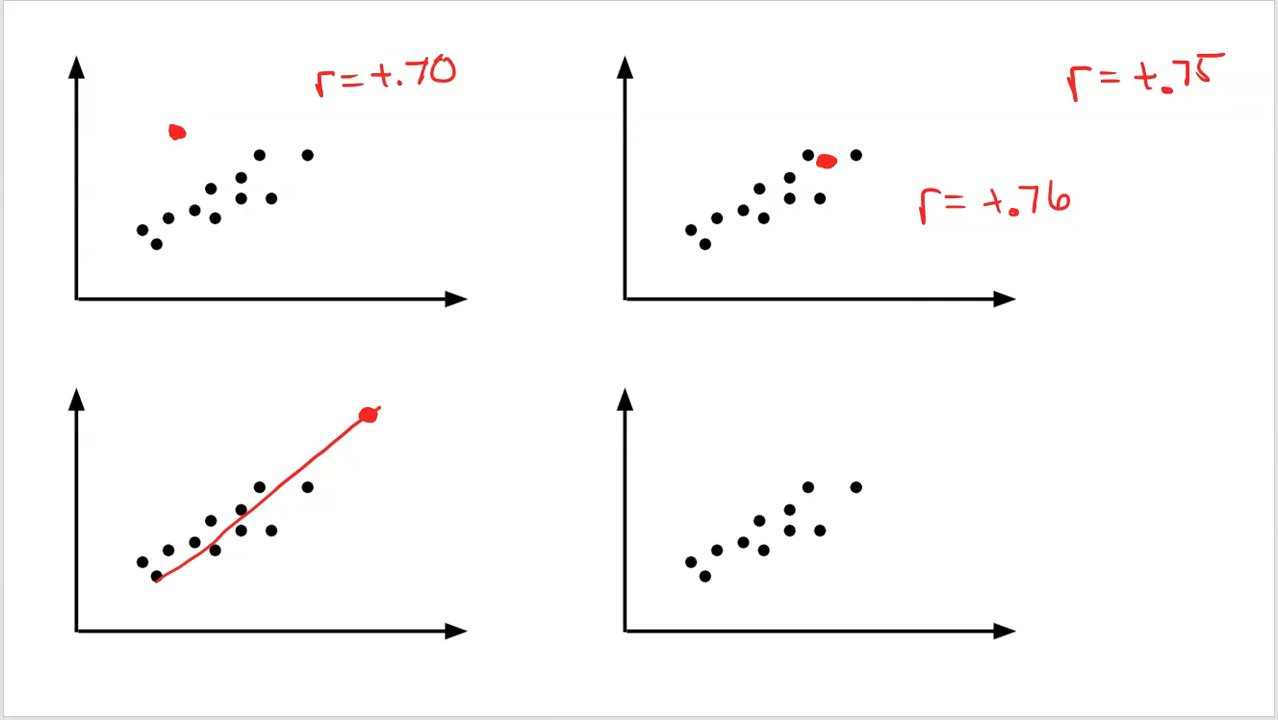 r = +.70
r = +.75
r = +.76